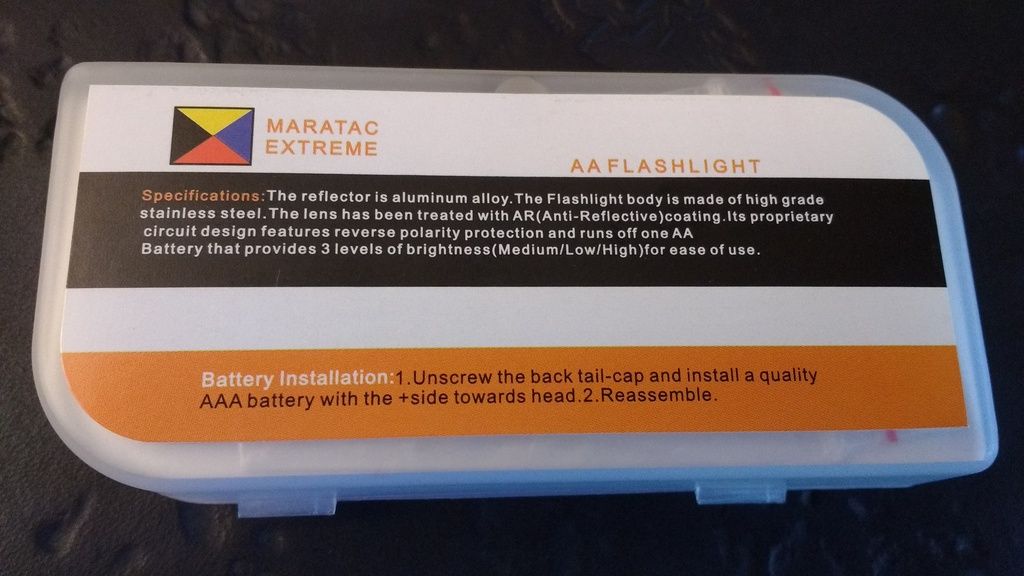 MARATAC
EXTREME
AA FLASHLIGHT
Specifications:The reflector is aluminum alloy.The Flashlight body is made of high grade
stainless steel.The lens has been treated with AR(Anti-Reflective)coating.Its proprietary
circuit design features reverse polarity protection and runs off one AA
Battery that provides 3 levels of brightness(Medium/Low/High)for ease of use.
Battery Installation:1.Unscrew the back tail-cap and install a quality
AAA battery with the +side towards head.2.Reassemble.